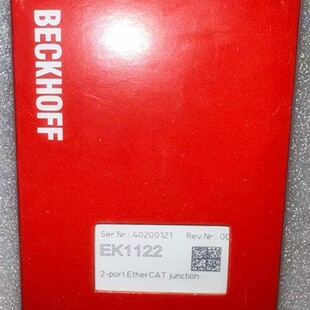 BECKHOFF
Ser.Nr.: 40200121 Rev.Nr.: 00
EK1122
2-port EtherCAT junction